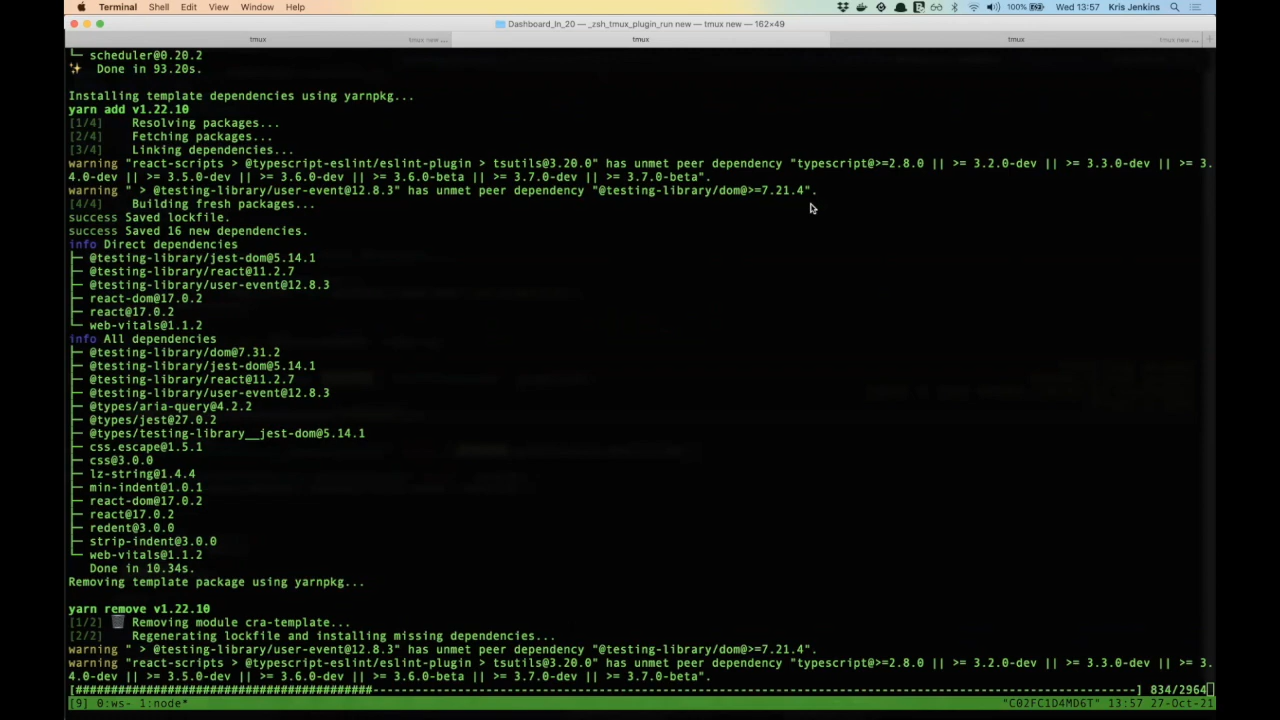 Terminal Shell Edit View Window Help 100% Wed 13:57 Kris Jenkins
Dashboard_In_20 — _zsh_tmux_plugin_run new — tmux new — 162×49
tmux tmux new ... tmux tmux tmux new ... +
└─ scheduler@0.20.2
✨ Done in 93.20s.
Installing template dependencies using yarnpkg...
yarn add v1.22.10
[1/4] Resolving packages...
[2/4] Fetching packages...
[3/4] Linking dependencies...
warning "react-scripts > @typescript-eslint/eslint-plugin > tsutils@3.20.0" has unmet peer dependency "typescript@>=2.8.0 || >= 3.2.0-dev || >= 3.3.0-dev || >= 3.
4.0-dev || >= 3.5.0-dev || >= 3.6.0-dev || >= 3.6.0-beta || >= 3.7.0-dev || >= 3.7.0-beta".
warning " > @testing-library/user-event@12.8.3" has unmet peer dependency "@testing-library/dom@>=7.21.4".
[4/4] Building fresh packages...
success Saved lockfile.
success Saved 16 new dependencies.
info Direct dependencies
├─ @testing-library/jest-dom@5.14.1
├─ @testing-library/react@11.2.7
├─ @testing-library/user-event@12.8.3
├─ react-dom@17.0.2
├─ react@17.0.2
└─ web-vitals@1.1.2
info All dependencies
├─ @testing-library/dom@7.31.2
├─ @testing-library/jest-dom@5.14.1
├─ @testing-library/react@11.2.7
├─ @testing-library/user-event@12.8.3
├─ @types/aria-query@4.2.2
├─ @types/jest@27.0.2
├─ @types/testing-library__jest-dom@5.14.1
├─ css.escape@1.5.1
├─ css@3.0.0
├─ lz-string@1.4.4
├─ min-indent@1.0.1
├─ react-dom@17.0.2
├─ react@17.0.2
├─ redent@3.0.0
├─ strip-indent@3.0.0
└─ web-vitals@1.1.2
Done in 10.34s.
Removing template package using yarnpkg...
yarn remove v1.22.10
[1/2] 🗑 Removing module cra-template...
[2/2] Regenerating lockfile and installing missing dependencies...
warning " > @testing-library/user-event@12.8.3" has unmet peer dependency "@testing-library/dom@>=7.21.4".
warning "react-scripts > @typescript-eslint/eslint-plugin > tsutils@3.20.0" has unmet peer dependency "typescript@>=2.8.0 || >= 3.2.0-dev || >= 3.3.0-dev || >= 3.
4.0-dev || >= 3.5.0-dev || >= 3.6.0-dev || >= 3.6.0-beta || >= 3.7.0-dev || >= 3.7.0-beta".
[##########################################------------------------------------------------------------------------------------------------------------] 834/2964
[9] 0:ws- 1:node* "C02FC1D4MD6T" 13:57 27-Oct-21